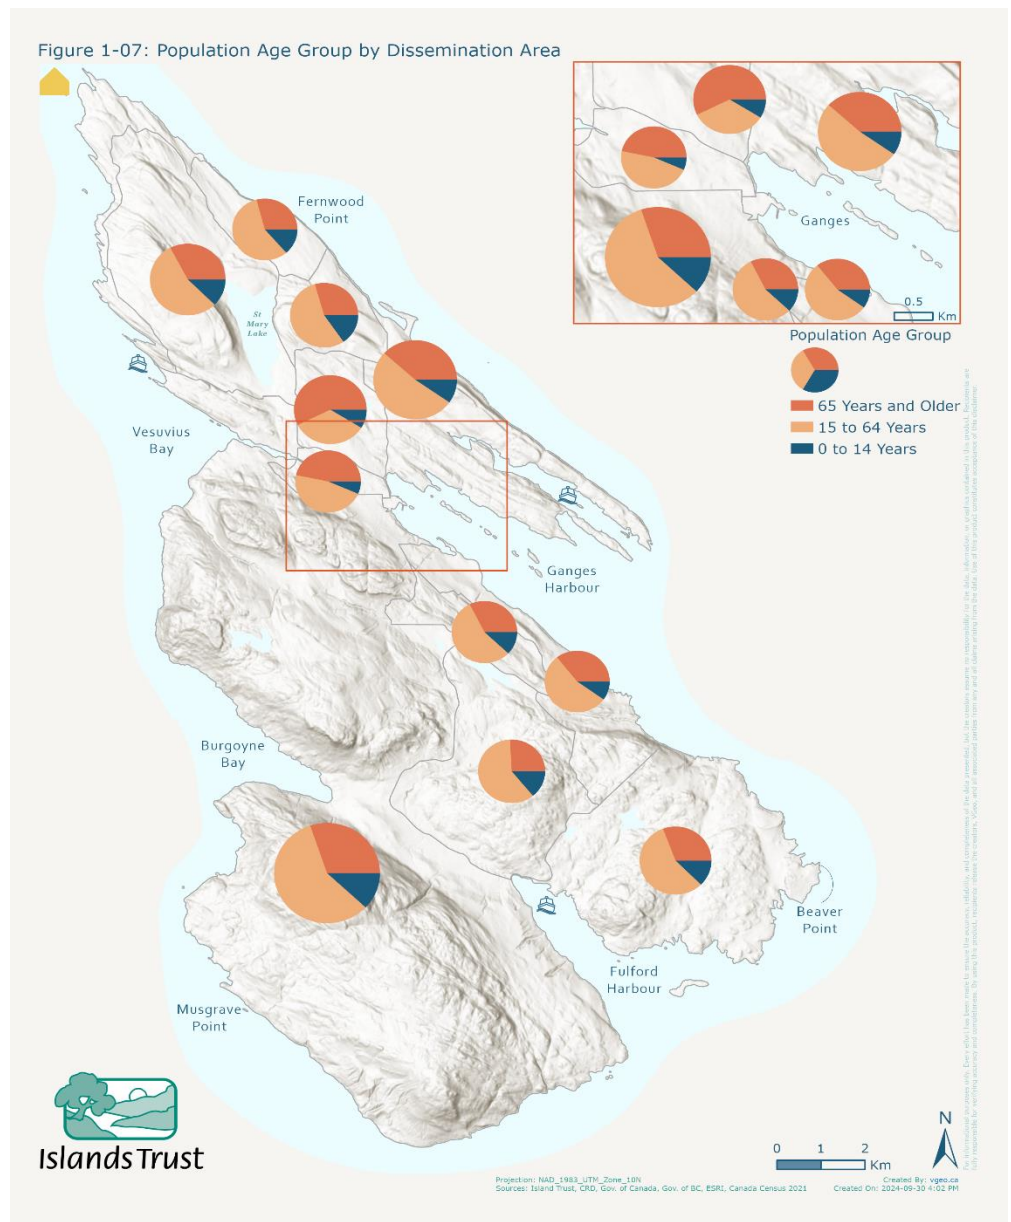 Figure 1-07: Population Age Group by Dissemination Area
Fernwood
Point
St
Mary
Lake
Vesuvius
Bay
Ganges
Harbour
Burgoyne
Bay
Beaver
Point
Fulford
Harbour
Musgrave
Point
Ganges
0.5
Km
Population Age Group
65 Years and Older
15 to 64 Years
0 to 14 Years
Islands Trust
N
0 1 2
Km
Projection: NAD_1983_UTM_Zone_10N
Sources: Island Trust, CRD, Gov. of Canada, Gov. of BC, ESRI, Canada Census 2021
Created By: vgeo.ca
Created On: 2024-09-30 4:02 PM